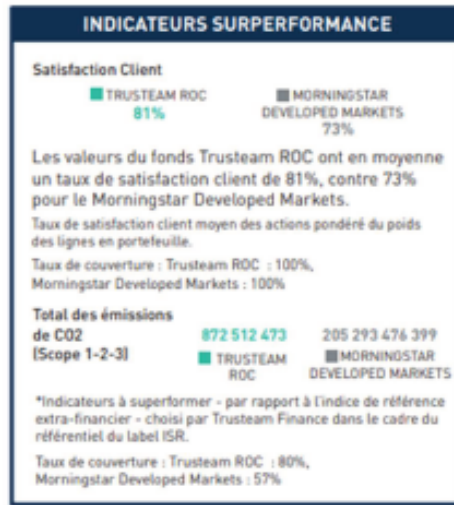 INDICATEURS SURPERFORMANCE
Satisfaction Client
TRUSTEAM ROC
81%
MORNINGSTAR
DEVELOPED MARKETS
73%
Les valeurs du fonds Trusteam ROC ont en moyenne
un taux de satisfaction client de 81%, contre 73%
pour le Morningstar Developed Markets.
Taux de satisfaction client moyen des actions pondéré du poids
des lignes en portefeuille.
Taux de couverture : Trusteam ROC : 100%,
Morningstar Developed Markets : 100%
Total des émissions
de CO2
(Scope 1-2-3)
872 512 473
TRUSTEAM
ROC
205 293 476 399
MORNINGSTAR
DEVELOPED MARKETS
*Indicateurs à superformer - par rapport à l'indice de référence
extra-financier - choisi par Trusteam Finance dans le cadre du
référentiel du label ISR.
Taux de couverture : Trusteam ROC : 80%,
Morningstar Developed Markets : 57%